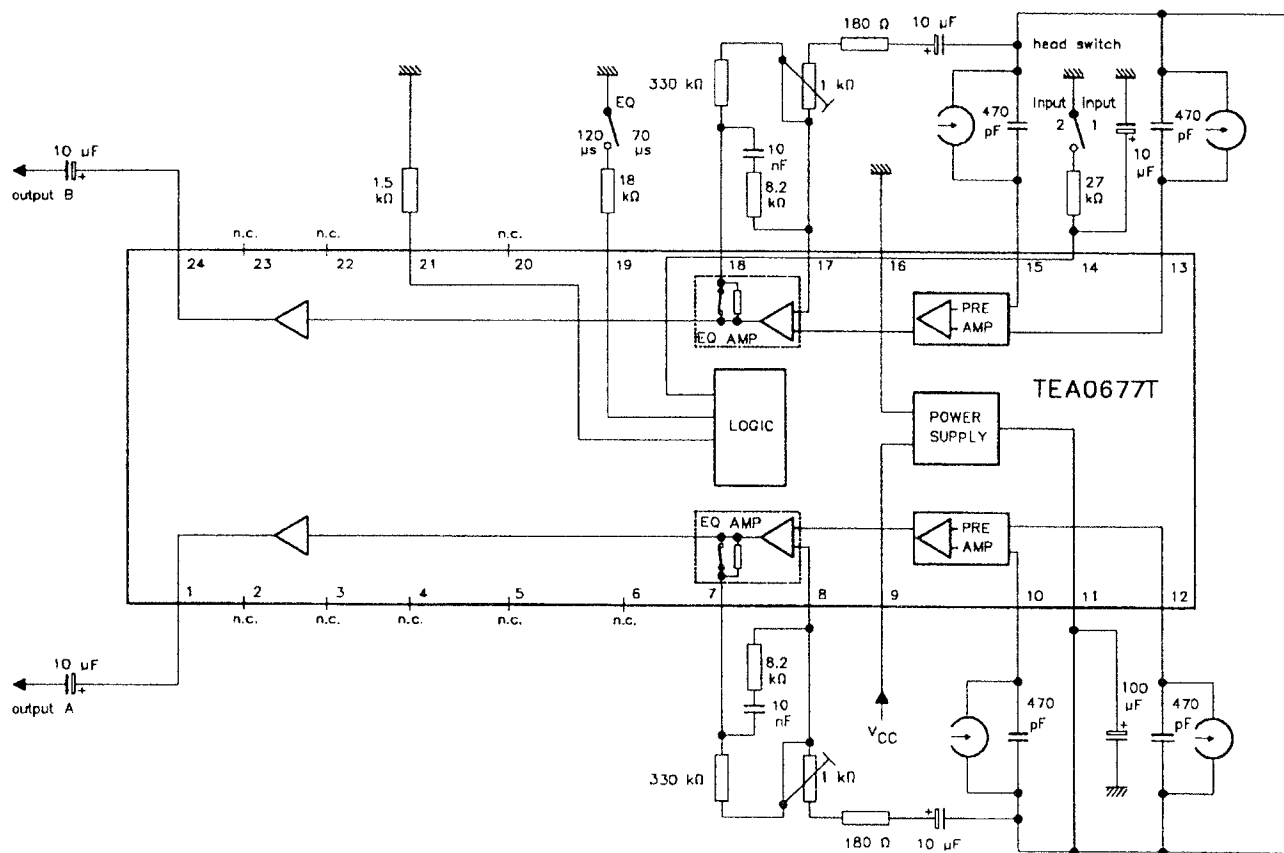 180 Ω
10 µF
+
head switch
330 kΩ
1 kΩ
EQ
120 µs
70 µs
10 nF
8.2 kΩ
470 pF
Input 2
Input 1
+
10 µF
470 pF
27 kΩ
10 µF
+
output B
1.5 kΩ
18 kΩ
n.c.
n.c.
n.c.
24
23
22
21
20
19
18
17
16
15
14
13
EQ AMP
PRE AMP
TEA0677T
LOGIC
POWER SUPPLY
EQ AMP
PRE AMP
1
2
3
4
5
6
7
8
9
10
11
12
n.c.
n.c.
n.c.
n.c.
n.c.
10 µF
+
output A
8.2 kΩ
10 nF
VCC
470 pF
100 µF
+
470 pF
330 kΩ
1 kΩ
180 Ω
+
10 µF